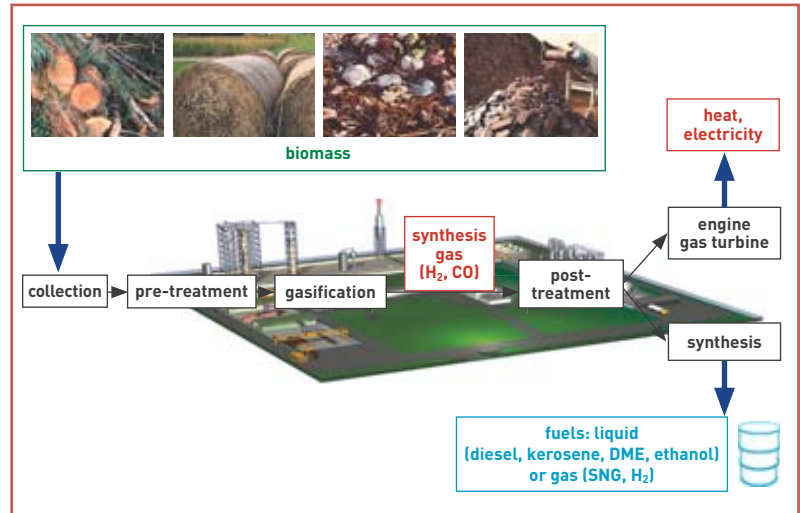 biomass
heat,
electricity
engine
gas turbine
synthesis
gas
(H₂, CO)
collection
pre-treatment
gasification
post-
treatment
synthesis
fuels: liquid
(diesel, kerosene, DME, ethanol)
or gas (SNG, H₂)